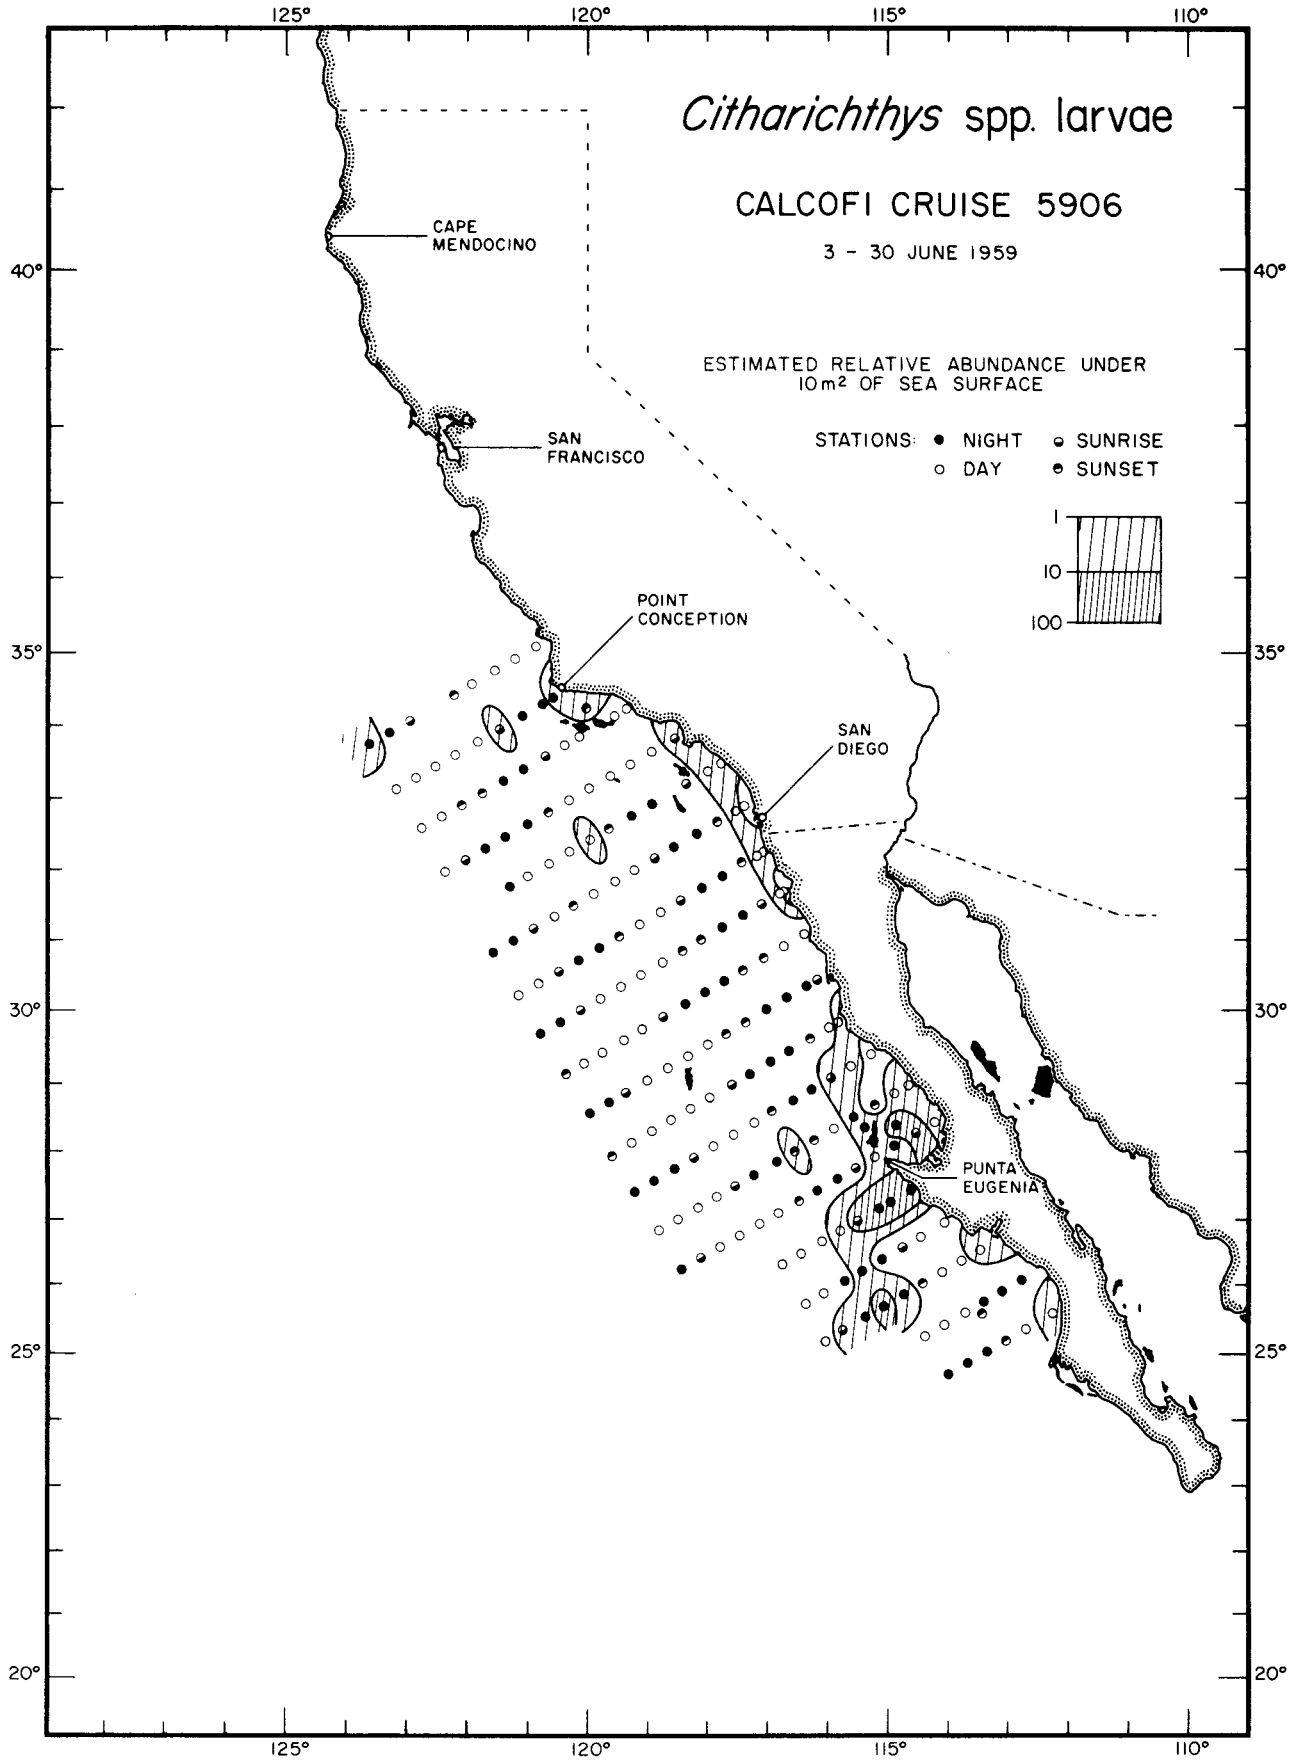 125° 120° 115° 110°
Citharichthys spp. larvae
CALCOFI CRUISE 5906
3 – 30 JUNE 1959
CAPE
MENDOCINO
40° 40°
ESTIMATED RELATIVE ABUNDANCE UNDER
10m² OF SEA SURFACE
STATIONS: ● NIGHT ◒ SUNRISE
○ DAY ◓ SUNSET
SAN
FRANCISCO
1
10
100
POINT
CONCEPTION
35° 35°
SAN
DIEGO
30° 30°
PUNTA
EUGENIA
25° 25°
20° 20°
125° 120° 115° 110°